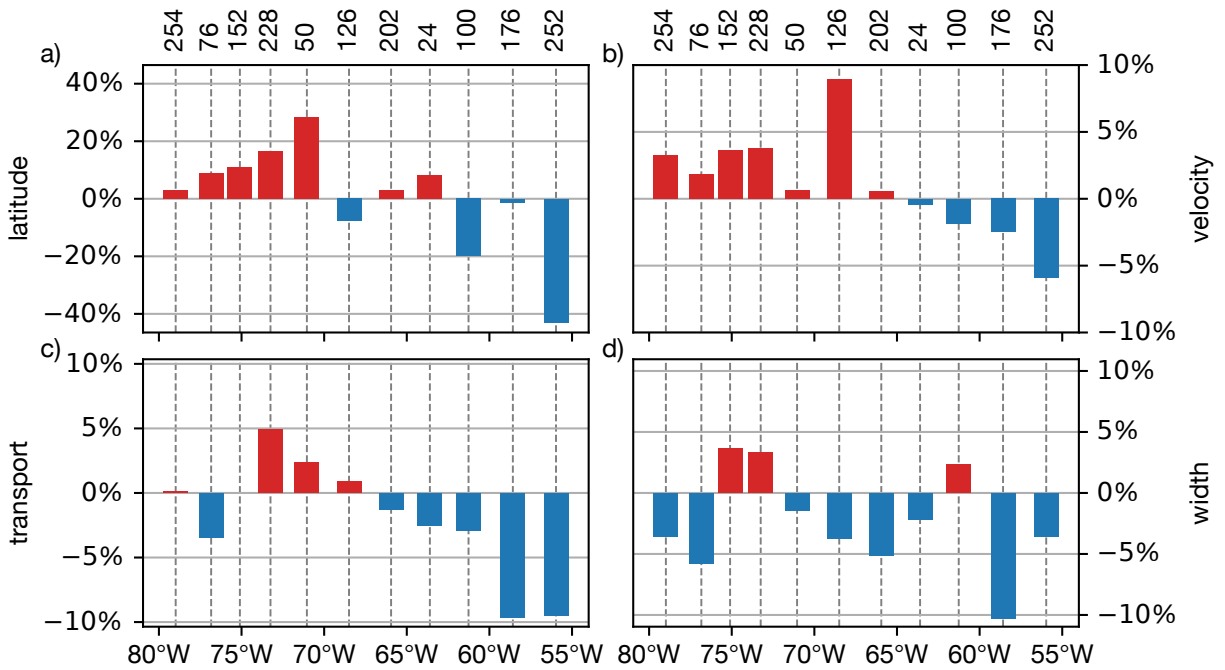 254 76 152 228 50 126 202 24 100 176 252
254 76 152 228 50 126 202 24 100 176 252
a)
b)
40%
20%
0%
−20%
−40%
latitude
10%
5%
0%
−5%
−10%
velocity
c)
d)
10%
5%
0%
−5%
−10%
transport
10%
5%
0%
−5%
−10%
width
80°W 75°W 70°W 65°W 60°W 55°W
80°W 75°W 70°W 65°W 60°W 55°W